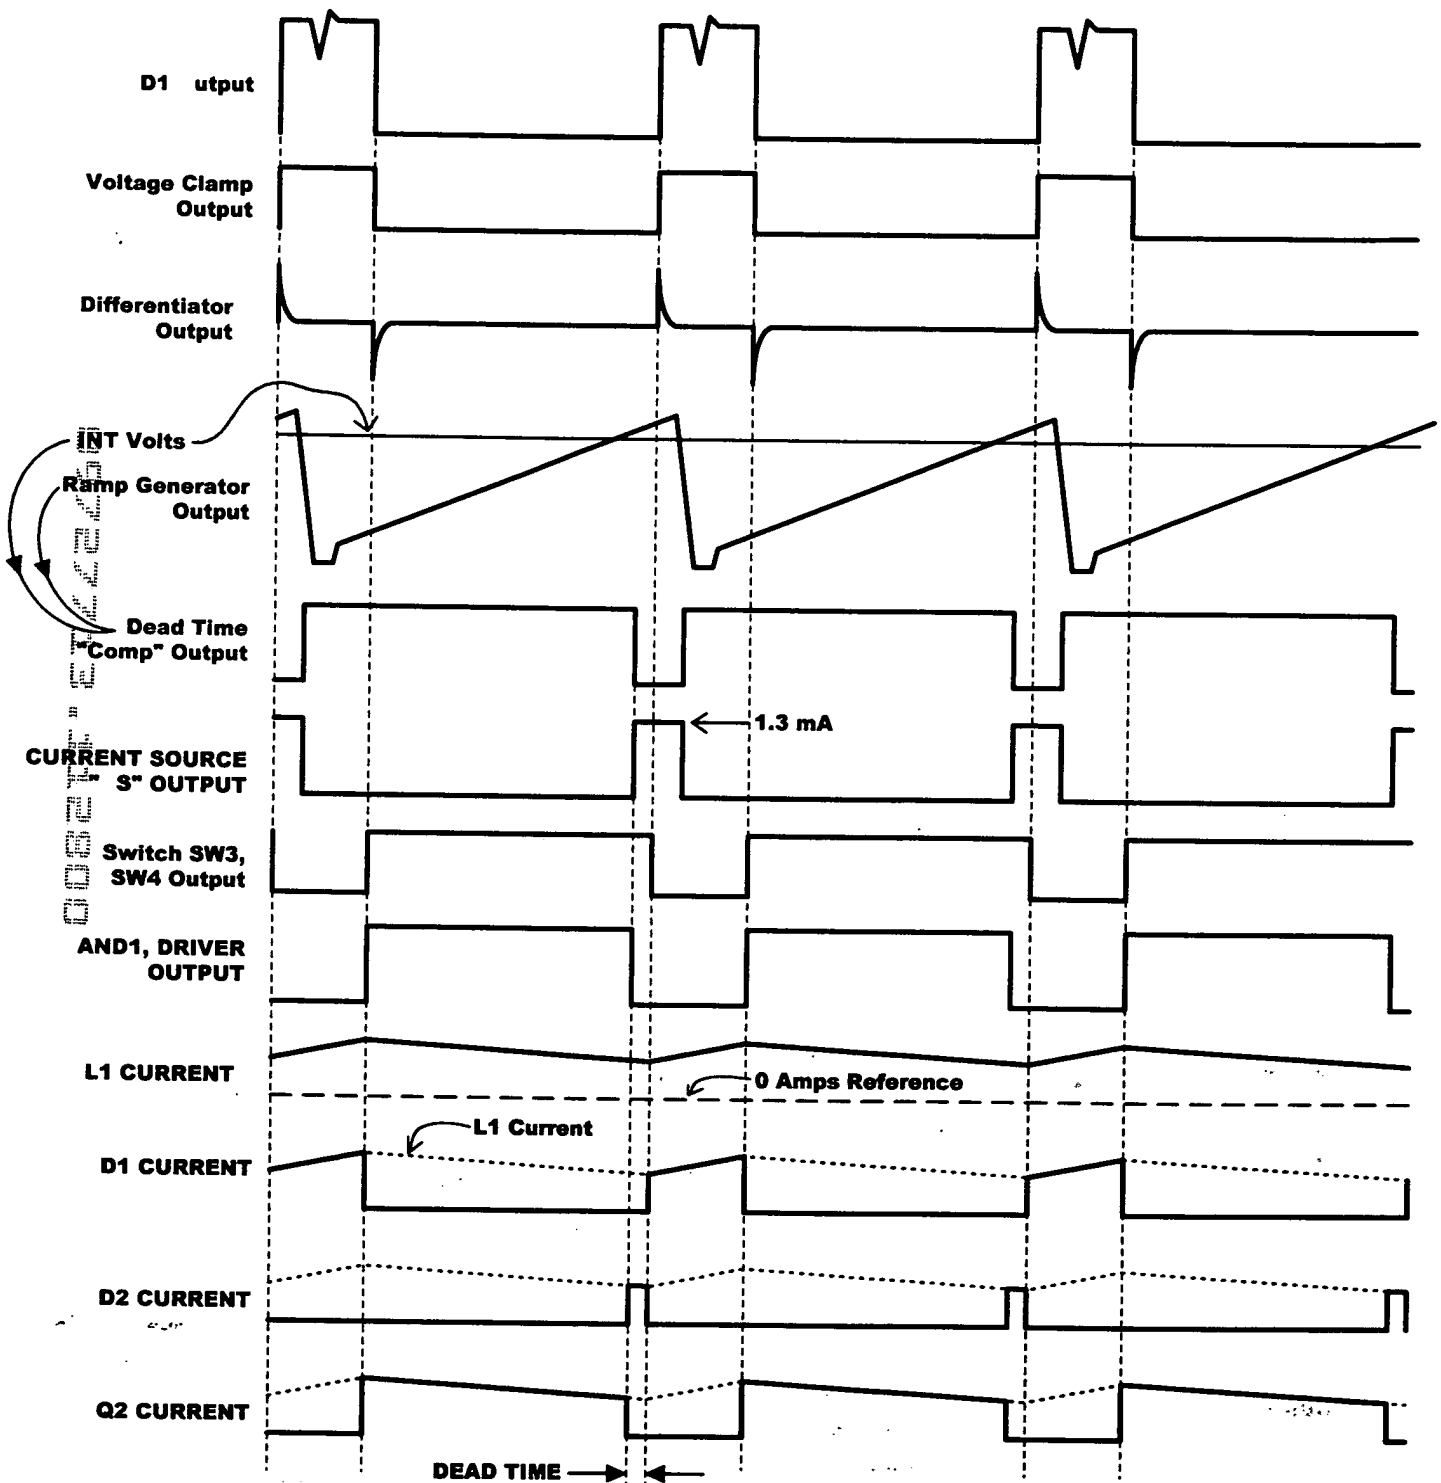 D1 utput
Voltage Clamp
Output
Differentiator
Output
INT Volts
Ramp Generator
Output
Dead Time
"Comp" Output
1.3 mA
CURRENT SOURCE
" S" OUTPUT
Switch SW3,
SW4 Output
AND1, DRIVER
OUTPUT
L1 CURRENT
0 Amps Reference
L1 Current
D1 CURRENT
D2 CURRENT
Q2 CURRENT
DEAD TIME